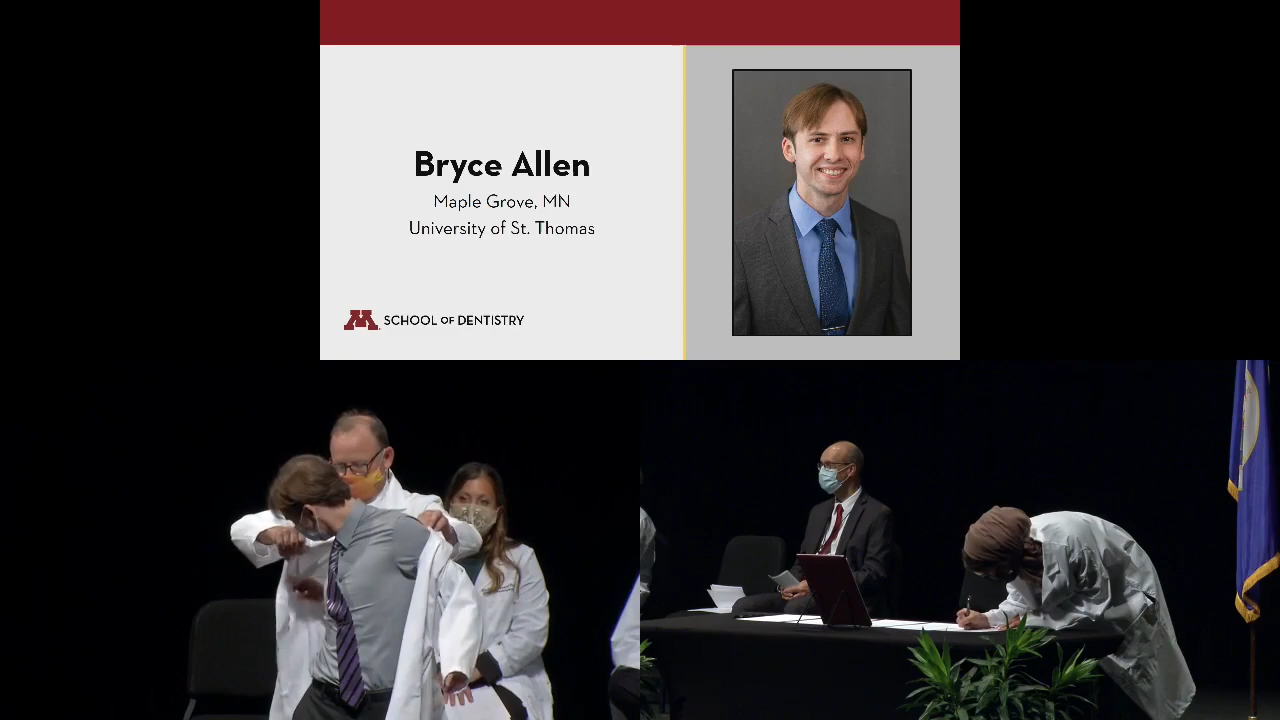 Bryce Allen
Maple Grove, MN
University of St. Thomas
M SCHOOL OF DENTISTRY